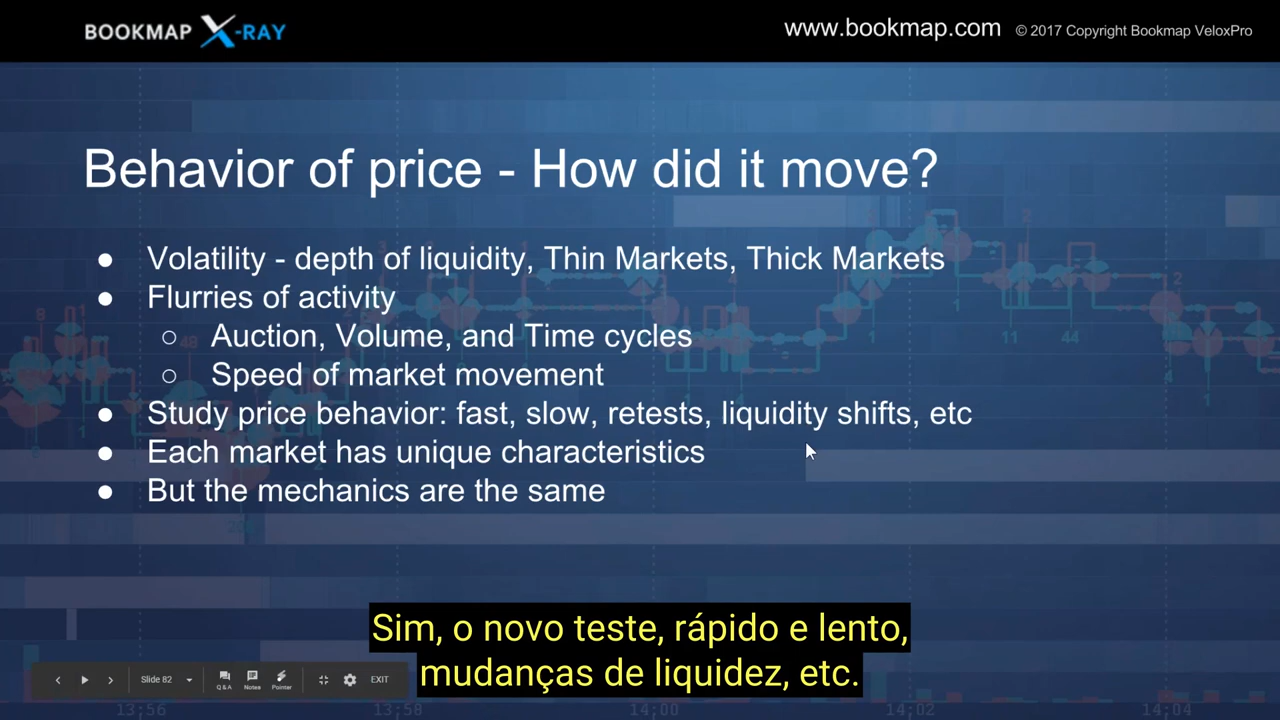 BOOKMAP X-RAY
www.bookmap.com © 2017 Copyright Bookmap VeloxPro
Behavior of price - How did it move?
● Volatility - depth of liquidity, Thin Markets, Thick Markets
● Flurries of activity
○ Auction, Volume, and Time cycles
○ Speed of market movement
● Study price behavior: fast, slow, retests, liquidity shifts, etc
● Each market has unique characteristics
● But the mechanics are the same
Sim, o novo teste, rápido e lento,
mudanças de liquidez, etc.
Slide 82
Q & A Notes Pointer
EXIT
13:56 13:58 14:00 14:02 14:04